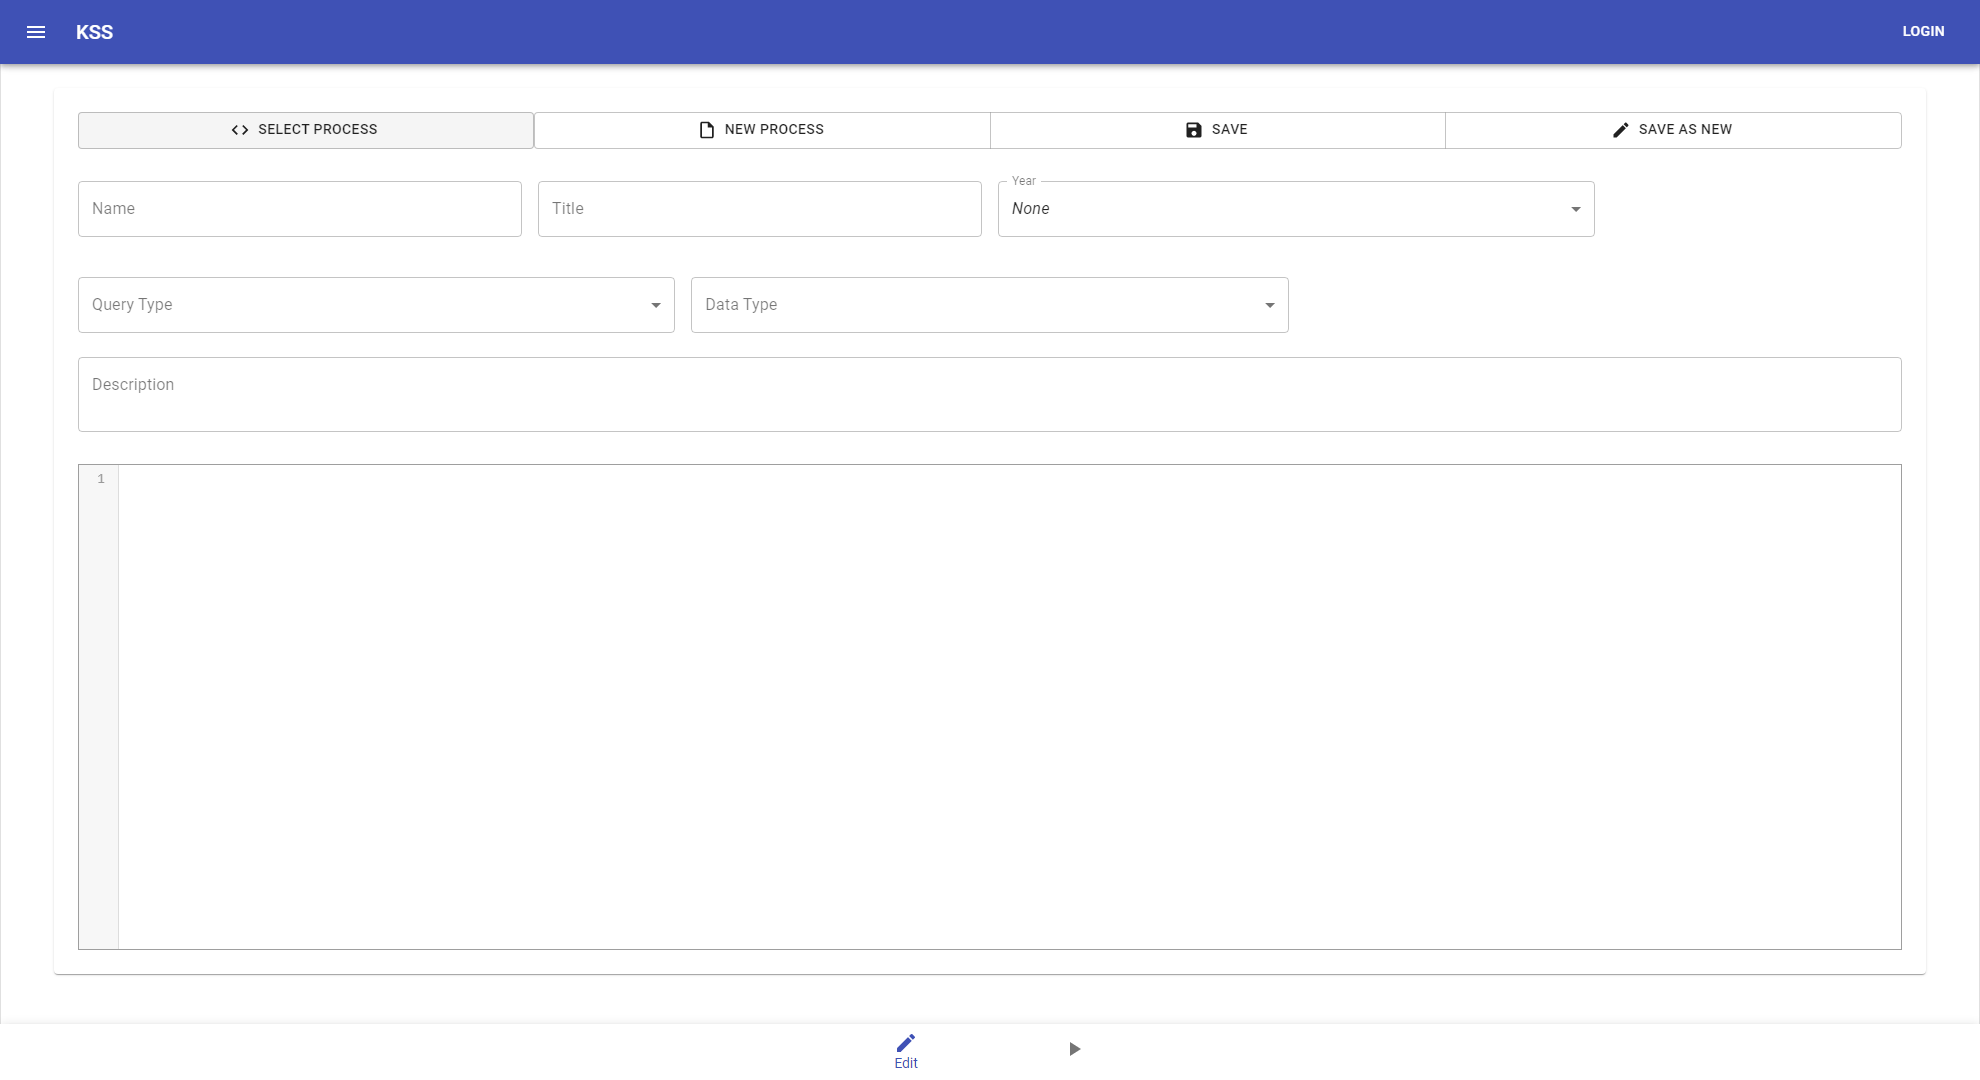 KSS
LOGIN
SELECT PROCESS
NEW PROCESS
SAVE
SAVE AS NEW
Name
Title
Year
None
Query Type
Data Type
Description
1
Edit